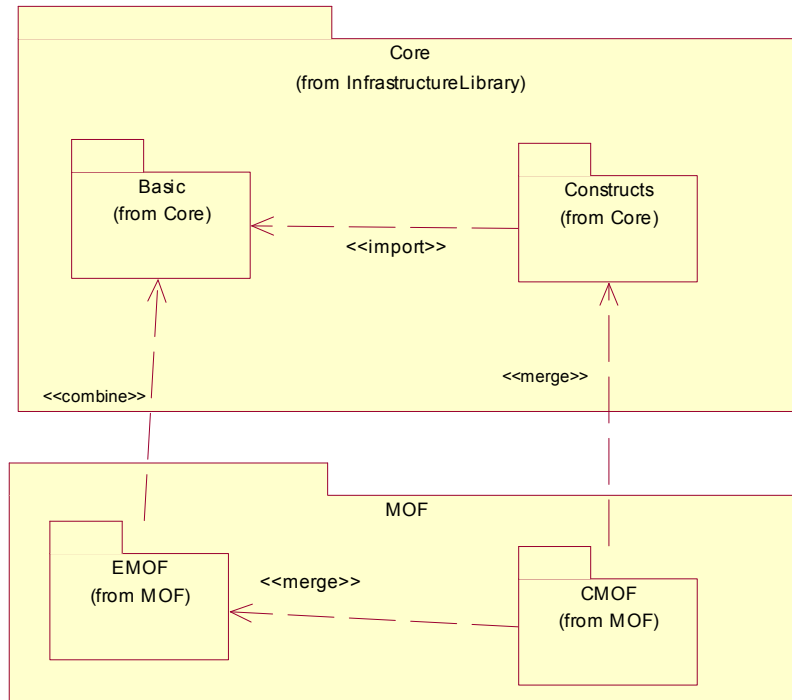 Core
(from InfrastructureLibrary)
Basic
(from Core)
Constructs
(from Core)
<<import>>
<<combine>>
<<merge>>
MOF
EMOF
(from MOF)
<<merge>>
CMOF
(from MOF)